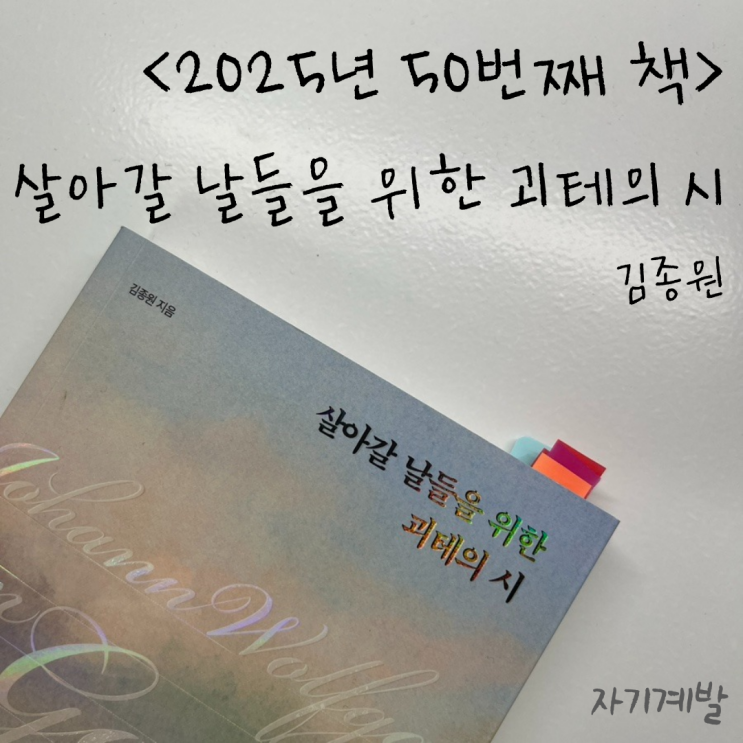 <2025년 50번째 책>
살아갈 날들을 위한 괴테의 시
김종원
김종원 지음
살아갈 날들을 위한
괴테의 시
Johann Wolfga
자기계발